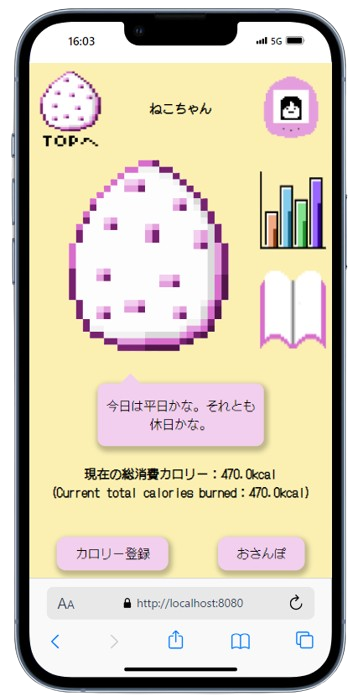 16:03
5G
ねこちゃん
TOPへ
今日は平日かな。それとも
休日かな。
現在の総消費カロリー：470.0kcal
(Current total calories burned：470.0kcal)
カロリー登録
おさんぽ
AA
http://localhost:8080